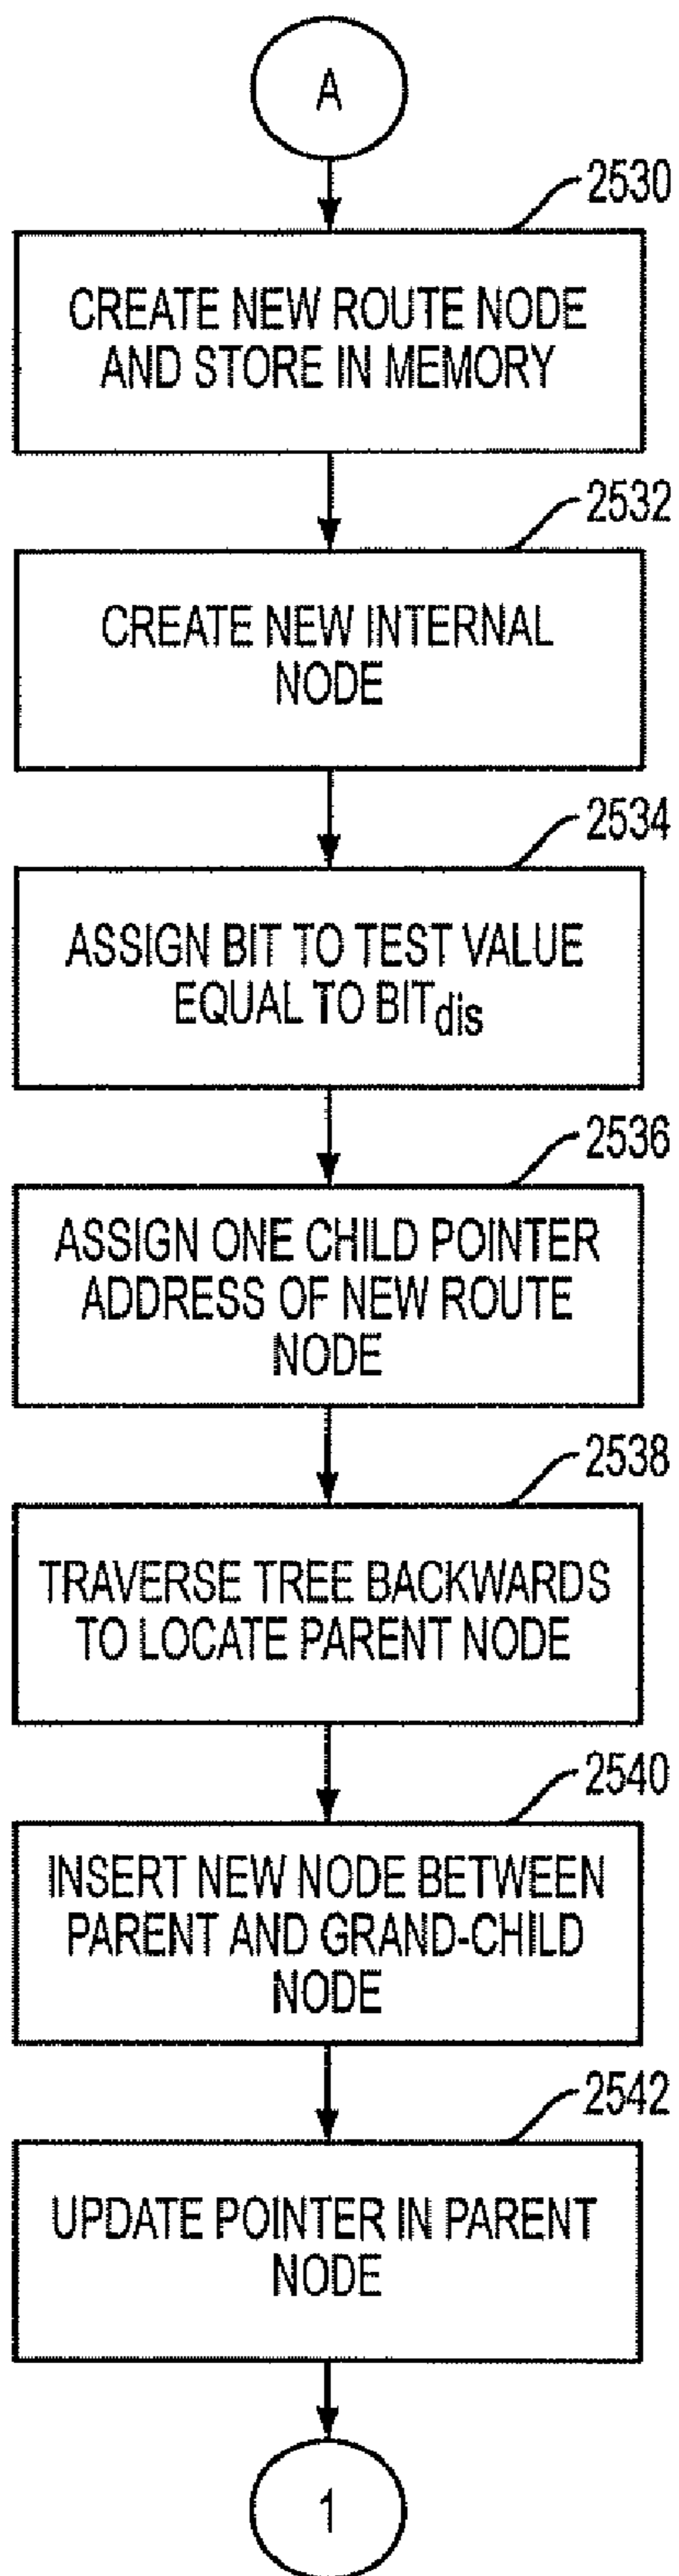 A
2530
CREATE NEW ROUTE NODE
AND STORE IN MEMORY
2532
CREATE NEW INTERNAL
NODE
2534
ASSIGN BIT TO TEST VALUE
EQUAL TO BITdis
2536
ASSIGN ONE CHILD POINTER
ADDRESS OF NEW ROUTE
NODE
2538
TRAVERSE TREE BACKWARDS
TO LOCATE PARENT NODE
2540
INSERT NEW NODE BETWEEN
PARENT AND GRAND-CHILD
NODE
2542
UPDATE POINTER IN PARENT
NODE
1